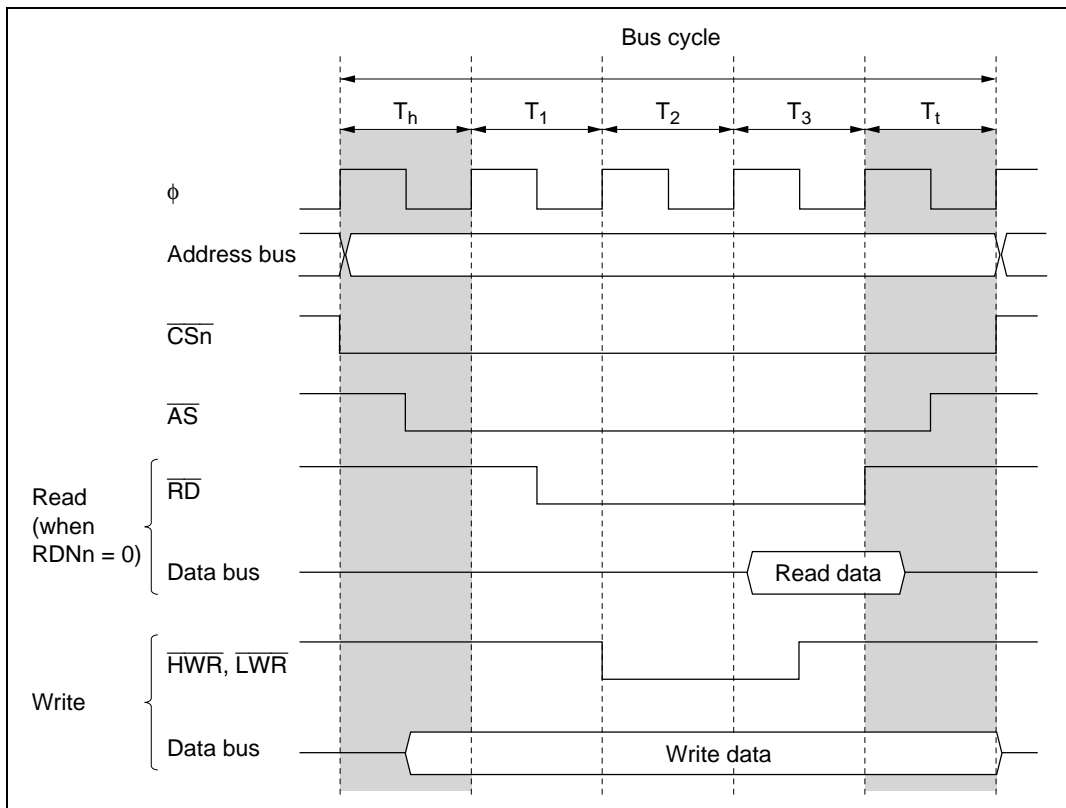 Bus cycle
Th T1 T2 T3 Tt
ϕ
Address bus
CSn
AS
Read
(when
RDNn = 0)
RD
Data bus
Read data
Write
HWR, LWR
Data bus
Write data